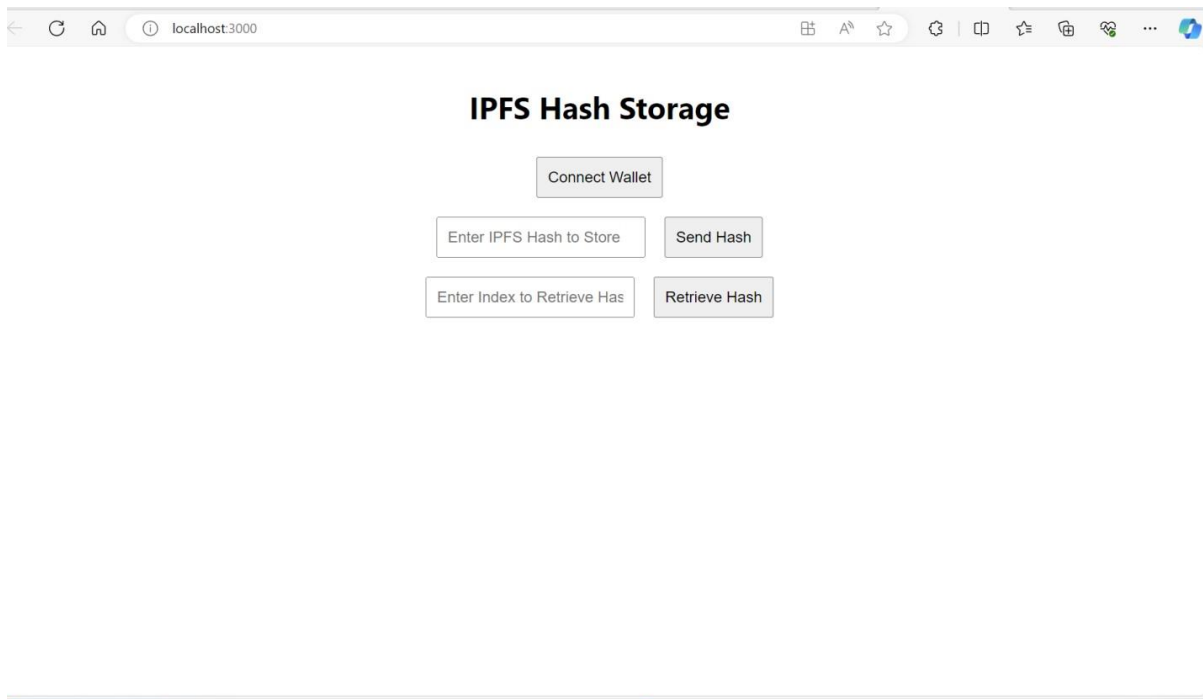 localhost:3000
IPFS Hash Storage
Connect Wallet
Enter IPFS Hash to Store Send Hash
Enter Index to Retrieve Has Retrieve Hash